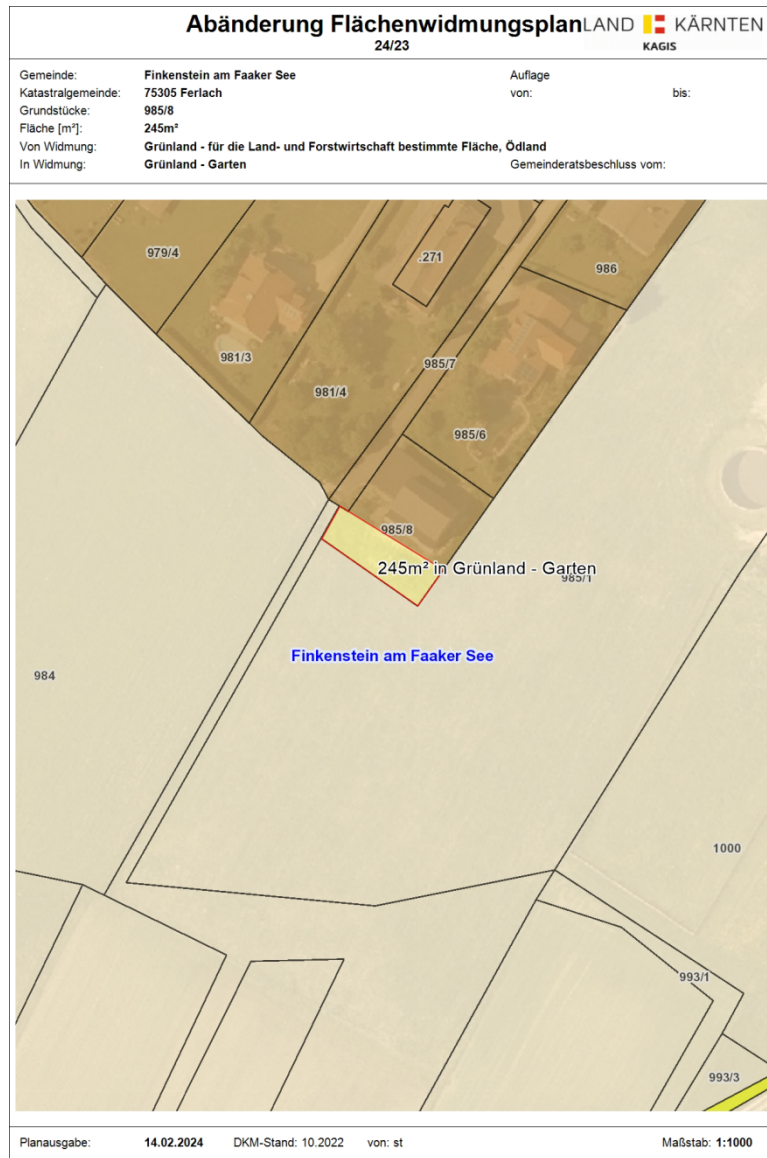 Abänderung Flächenwidmungsplan
24/23
LAND KÄRNTEN
KAGIS
Gemeinde: Finkenstein am Faaker See Auflage
Katastralgemeinde: 75305 Ferlach von: bis:
Grundstücke: 985/8
Fläche [m²]: 245m²
Von Widmung: Grünland - für die Land- und Forstwirtschaft bestimmte Fläche, Ödland
In Widmung: Grünland - Garten Gemeinderatsbeschluss vom:
979/4
.271
986
981/3
985/7
981/4
985/6
985/8
245m² in Grünland - Garten
985/1
Finkenstein am Faaker See
984
1000
993/1
993/3
Planausgabe: 14.02.2024 DKM-Stand: 10.2022 von: st Maßstab: 1:1000